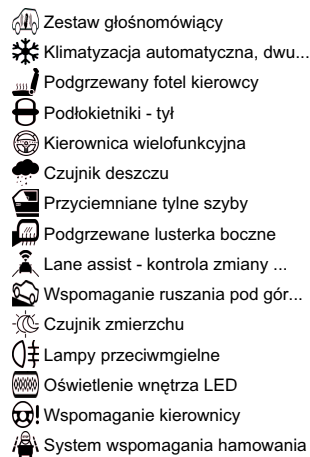 Zestaw głośnomówiący
Klimatyzacja automatyczna, dwu...
Podgrzewany fotel kierowcy
Podłokietniki - tył
Kierownica wielofunkcyjna
Czujnik deszczu
Przyciemniane tylne szyby
Podgrzewane lusterka boczne
Lane assist - kontrola zmiany ...
Wspomaganie ruszania pod gór...
Czujnik zmierzchu
Lampy przeciwmgielne
Oświetlenie wnętrza LED
Wspomaganie kierownicy
System wspomagania hamowania